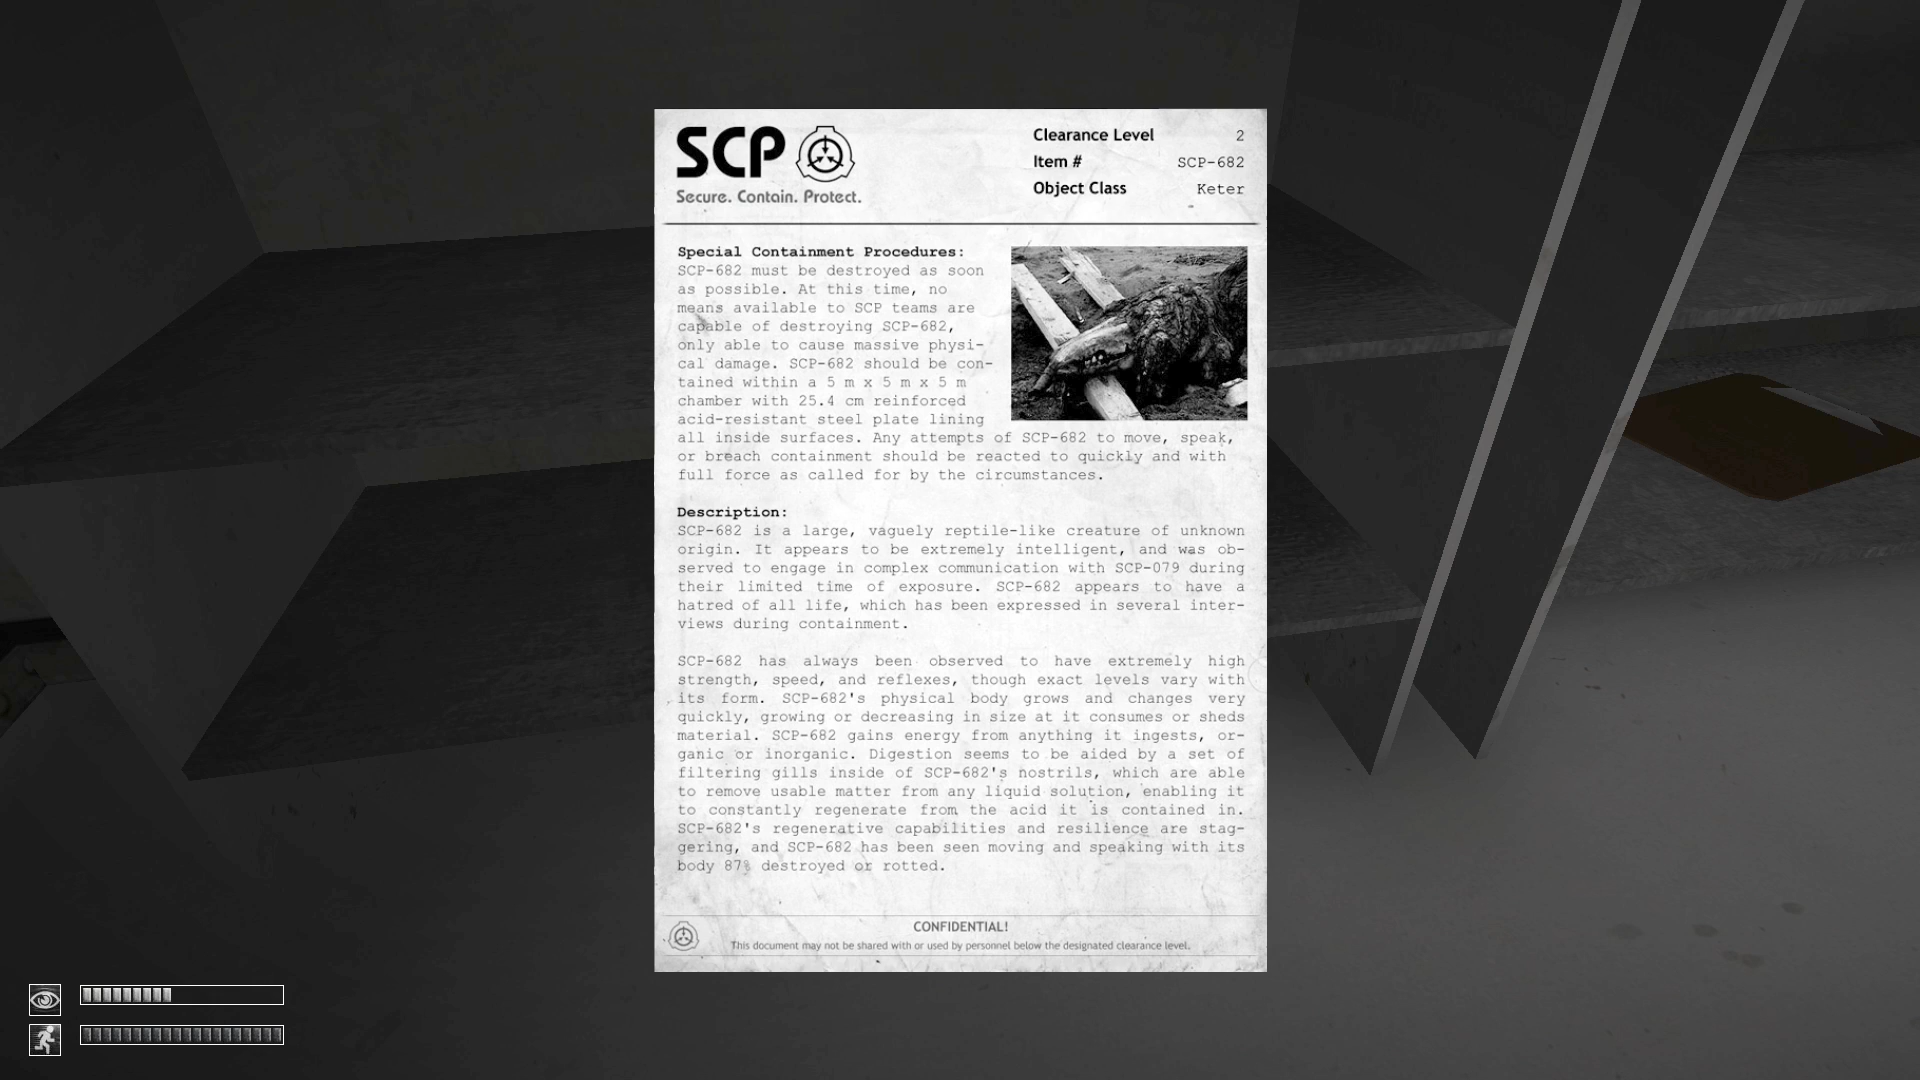 SCP
Secure. Contain. Protect.
Clearance Level 2
Item # SCP-682
Object Class Keter
Special Containment Procedures:
SCP-682 must be destroyed as soon
as possible. At this time, no
means available to SCP teams are
capable of destroying SCP-682,
only able to cause massive physi-
cal damage. SCP-682 should be con-
tained within a 5 m x 5 m x 5 m
chamber with 25.4 cm reinforced
acid-resistant steel plate lining
all inside surfaces. Any attempts of SCP-682 to move, speak,
or breach containment should be reacted to quickly and with
full force as called for by the circumstances.
Description:
SCP-682 is a large, vaguely reptile-like creature of unknown
origin. It appears to be extremely intelligent, and was ob-
served to engage in complex communication with SCP-079 during
their limited time of exposure. SCP-682 appears to have a
hatred of all life, which has been expressed in several inter-
views during containment.
SCP-682 has always been observed to have extremely high
strength, speed, and reflexes, though exact levels vary with
its form. SCP-682's physical body grows and changes very
quickly, growing or decreasing in size at it consumes or sheds
material. SCP-682 gains energy from anything it ingests, or-
ganic or inorganic. Digestion seems to be aided by a set of
filtering gills inside of SCP-682's nostrils, which are able
to remove usable matter from any liquid solution, enabling it
to constantly regenerate from the acid it is contained in.
SCP-682's regenerative capabilities and resilience are stag-
gering, and SCP-682 has been seen moving and speaking with its
body 87% destroyed or rotted.
CONFIDENTIAL!
This document may not be shared with or used by personnel below the designated clearance level.